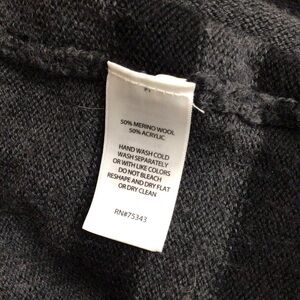 50% MERINO WOOL
50% ACRYLIC
HAND WASH COLD
WASH SEPARATELY
OR WITH LIKE COLORS
DO NOT BLEACH
RESHAPE AND DRY FLAT
OR DRY CLEAN
RN#75343